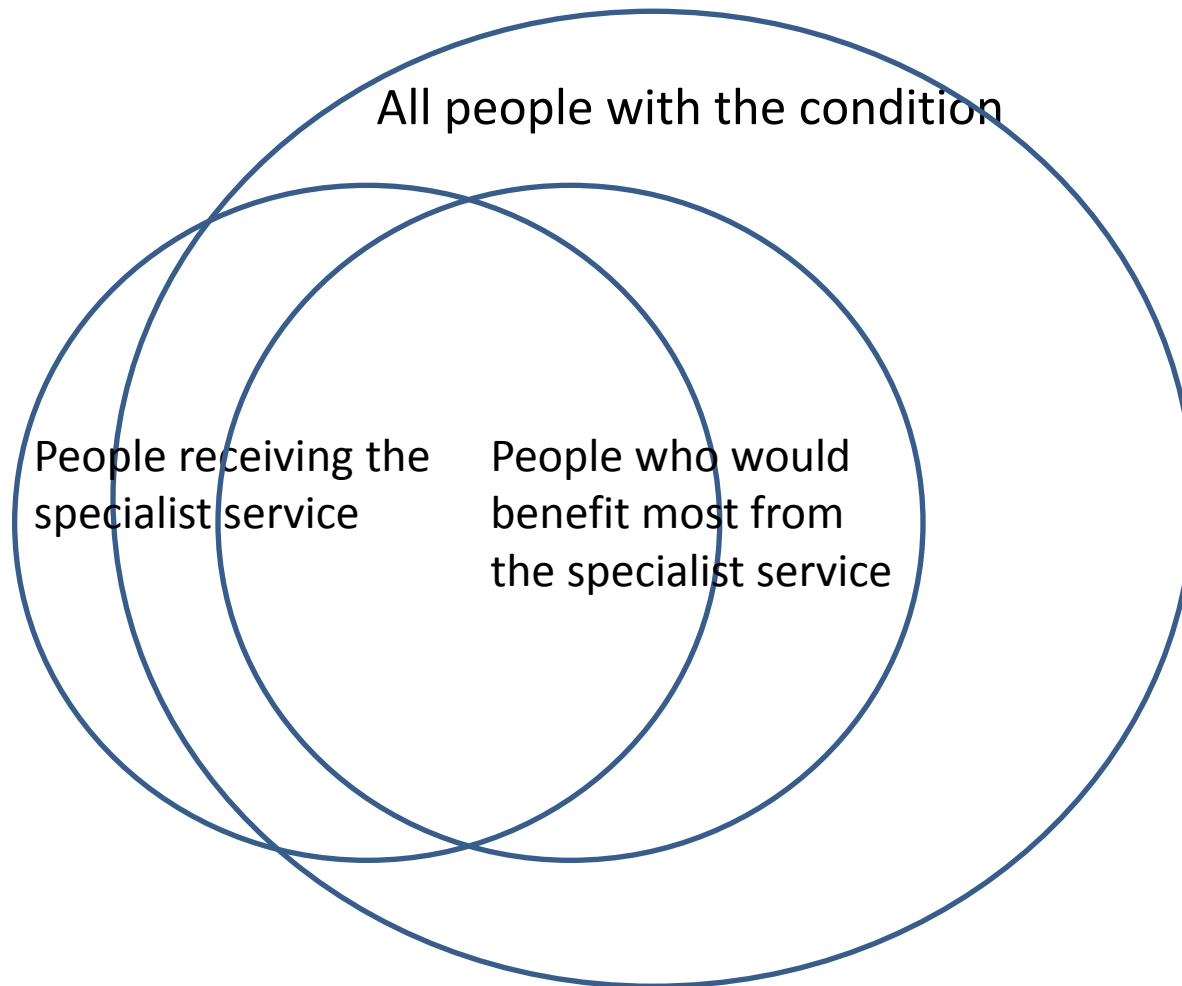 All people with the condition
People receiving the
specialist service
People who would
benefit most from
the specialist service